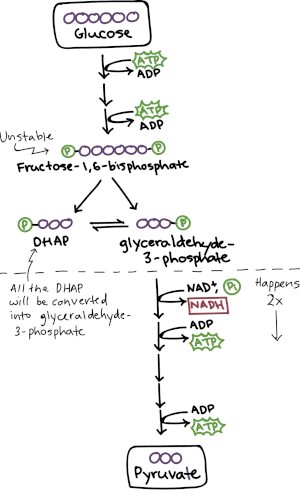 Glucose
ATP
ADP
ATP
ADP
Unstable
P P
Fructose-1,6-bisphosphate
P P
DHAP
glyceraldehyde-
3-phosphate
All the DHAP
will be converted
into glyceraldehyde-
3-phosphate
NAD+, Pi
NADH
Happens
2x
ADP
ATP
ADP
ATP
Pyruvate